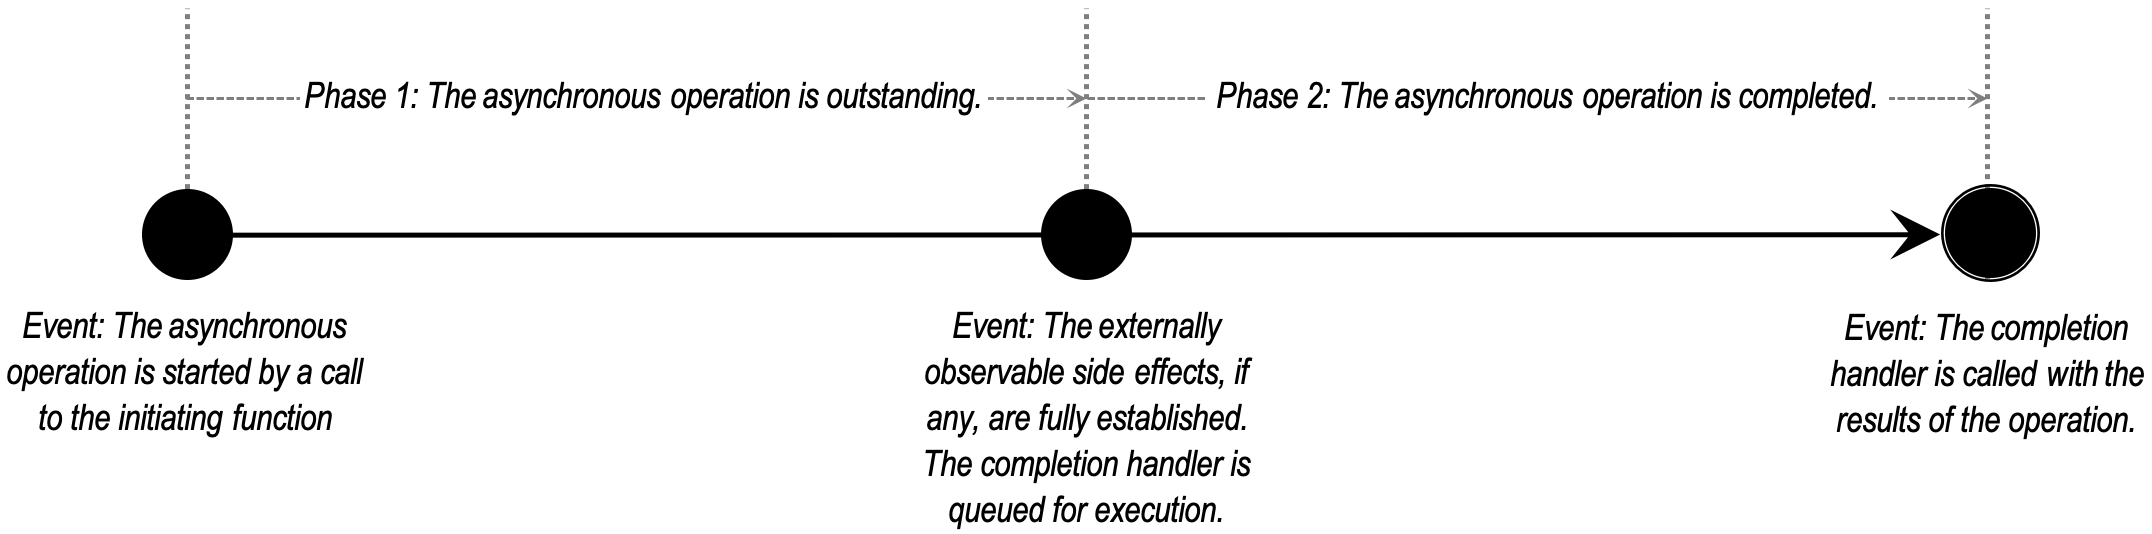 Phase 1: The asynchronous operation is outstanding.
Phase 2: The asynchronous operation is completed.
Event: The asynchronous
operation is started by a call
to the initiating function
Event: The externally
observable side effects, if
any, are fully established.
The completion handler is
queued for execution.
Event: The completion
handler is called with the
results of the operation.